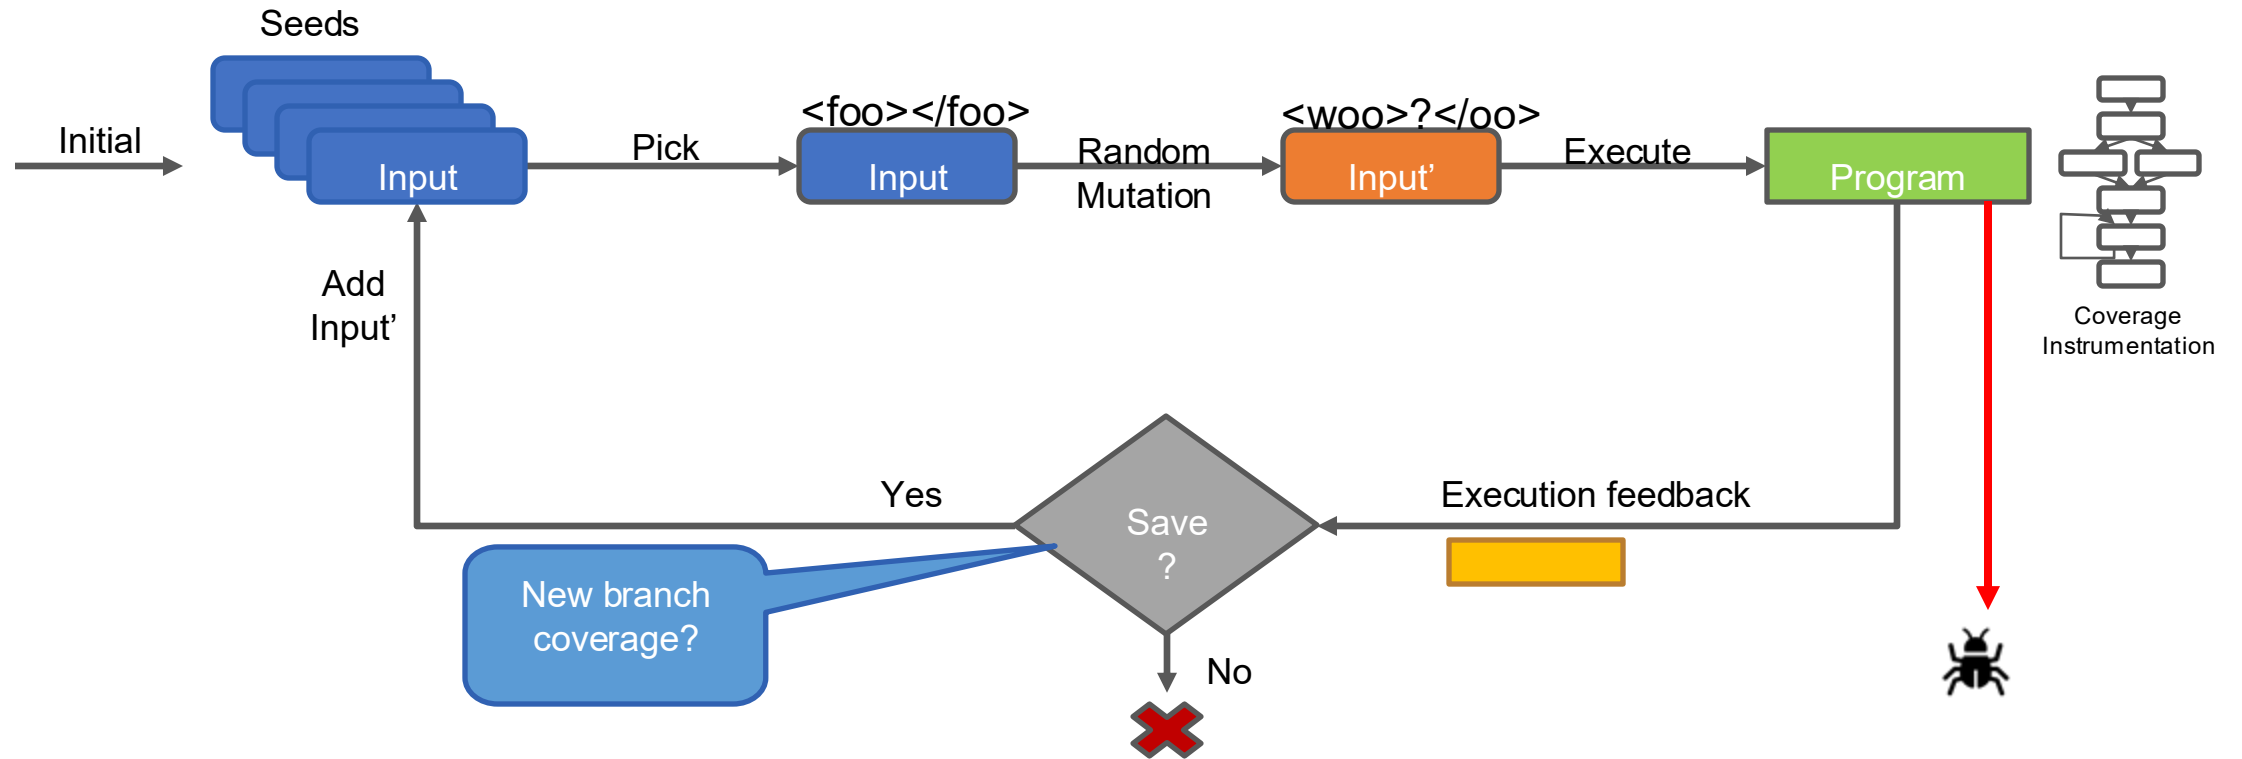 Seeds
Initial
Input
Pick
<foo></foo>
Input
Random
Mutation
<woo>?</oo>
Input’
Execute
Program
Coverage
Instrumentation
Add
Input’
Yes
Save
?
Execution feedback
New branch
coverage?
No